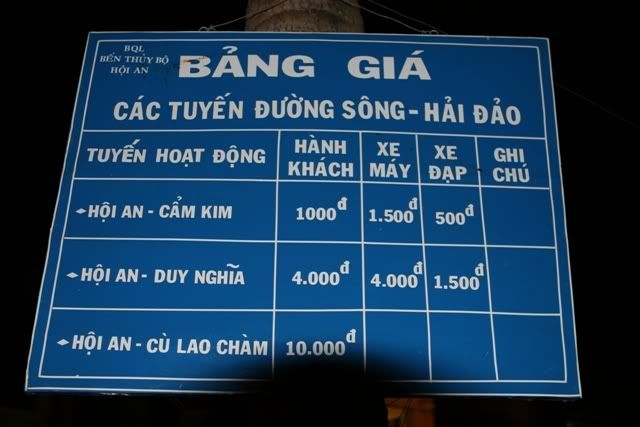 BQL
BẾN THỦY BỘ
HỘI AN
BẢNG GIÁ
CÁC TUYẾN ĐƯỜNG SÔNG - HẢI ĐẢO
TUYẾN HOẠT ĐỘNG HÀNH KHÁCH XE MÁY XE ĐẠP GHI CHÚ
HỘI AN - CẨM KIM 1000đ 1.500đ 500đ
HỘI AN - DUY NGHĨA 4.000đ 4.000đ 1.500đ
HỘI AN - CÙ LAO CHÀM 10.000đ